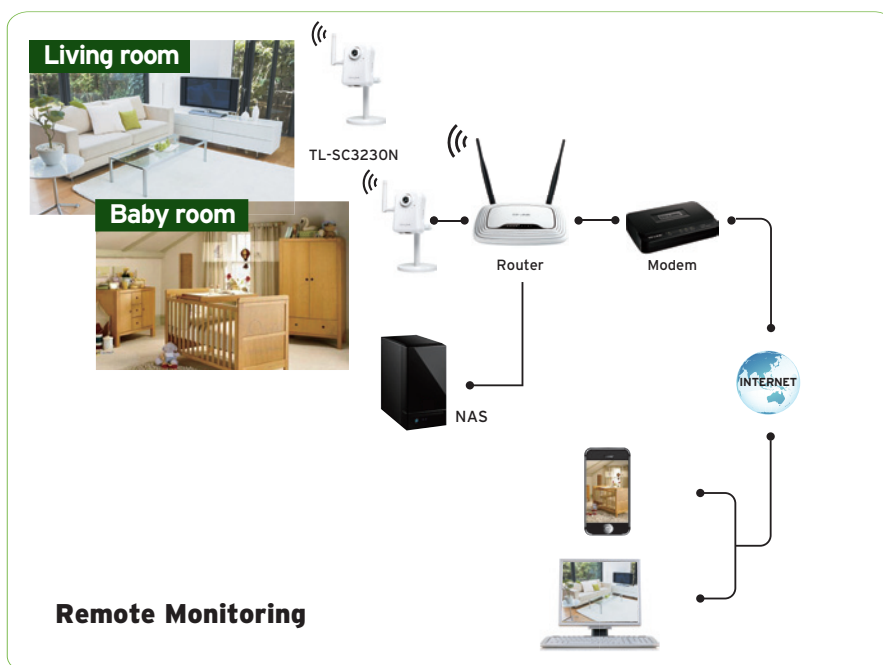 Living room
TL-SC3230N
Baby room
Router
Modem
INTERNET
NAS
Remote Monitoring